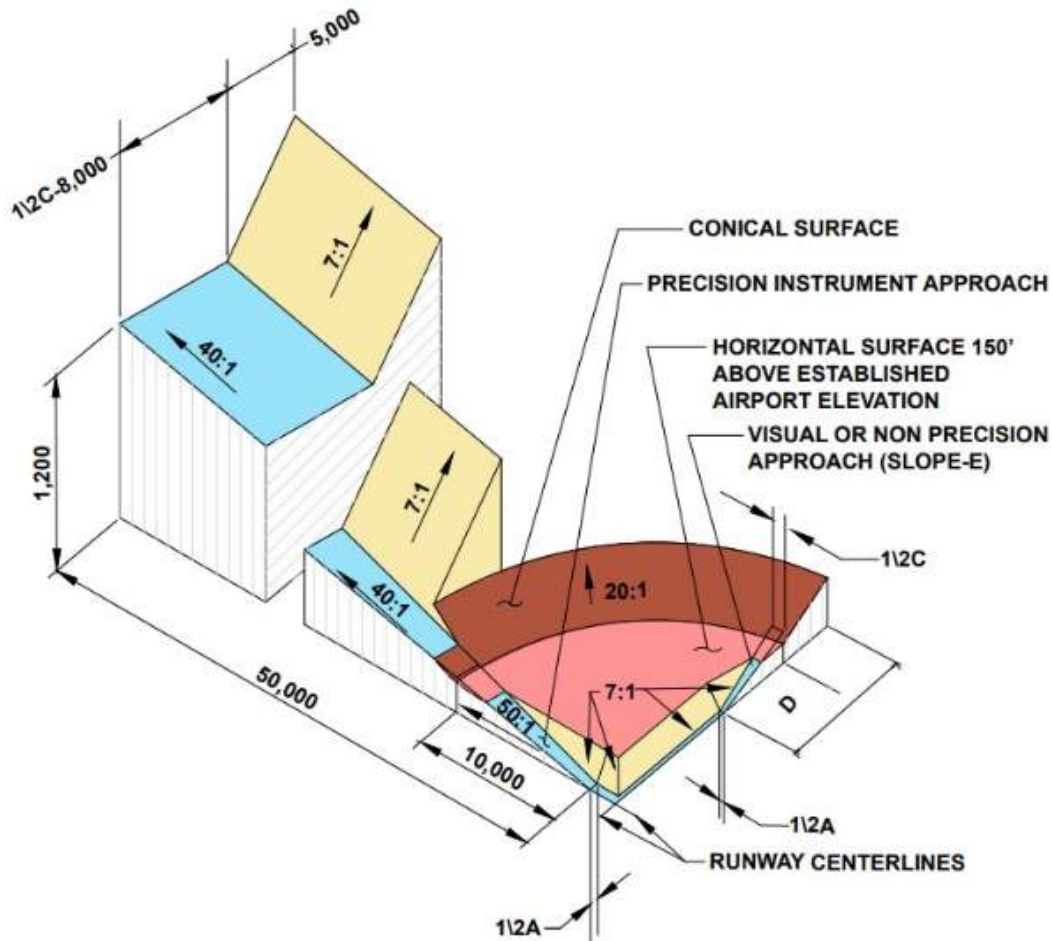 5,000
1\2C-8,000
7:1
CONICAL SURFACE
PRECISION INSTRUMENT APPROACH
40:1
HORIZONTAL SURFACE 150’
ABOVE ESTABLISHED
AIRPORT ELEVATION
VISUAL OR NON PRECISION
APPROACH (SLOPE-E)
1,200
7:1
1\2C
40:1
20:1
50,000
7:1
50:1
D
10,000
1\2A
RUNWAY CENTERLINES
1\2A